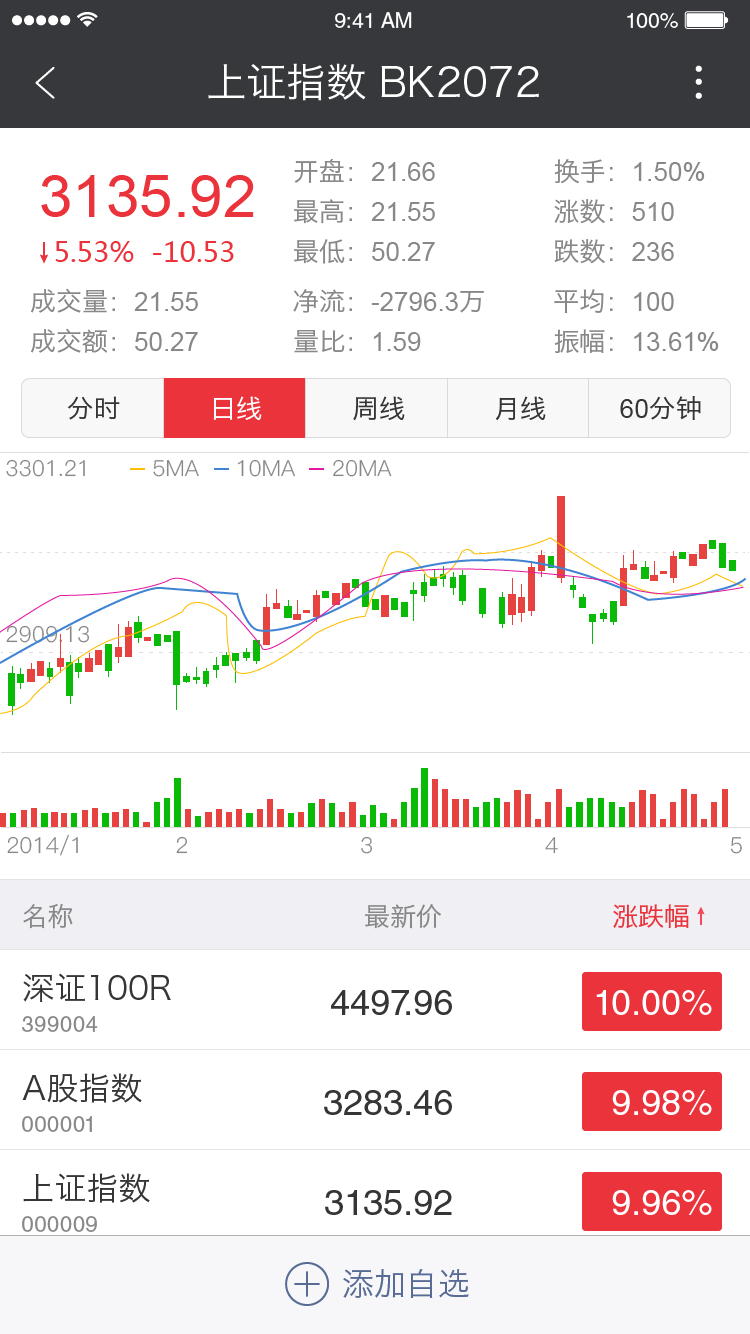 9:41 AM 100%
上证指数 BK2072
3135.92
↓5.53% -10.53
开盘：21.66 换手：1.50%
最高：21.55 涨数：510
最低：50.27 跌数：236
成交量：21.55 净流：-2796.3万 平均：100
成交额：50.27 量比：1.59 振幅：13.61%
分时 日线 周线 月线 60分钟
3301.21 5MA 10MA 20MA
2909.13
2014/1 2 3 4 5
名称 最新价 涨跌幅↑
深证100R 4497.96 10.00%
399004
A股指数 3283.46 9.98%
000001
上证指数 3135.92 9.96%
000009
添加自选